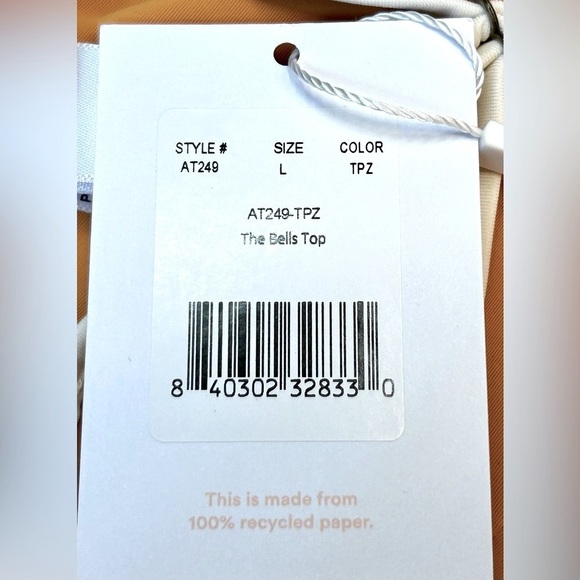 STYLE # SIZE COLOR
AT249 L TPZ
AT249-TPZ
The Bells Top
8 40302 32833 0
This is made from
100% recycled paper.
P